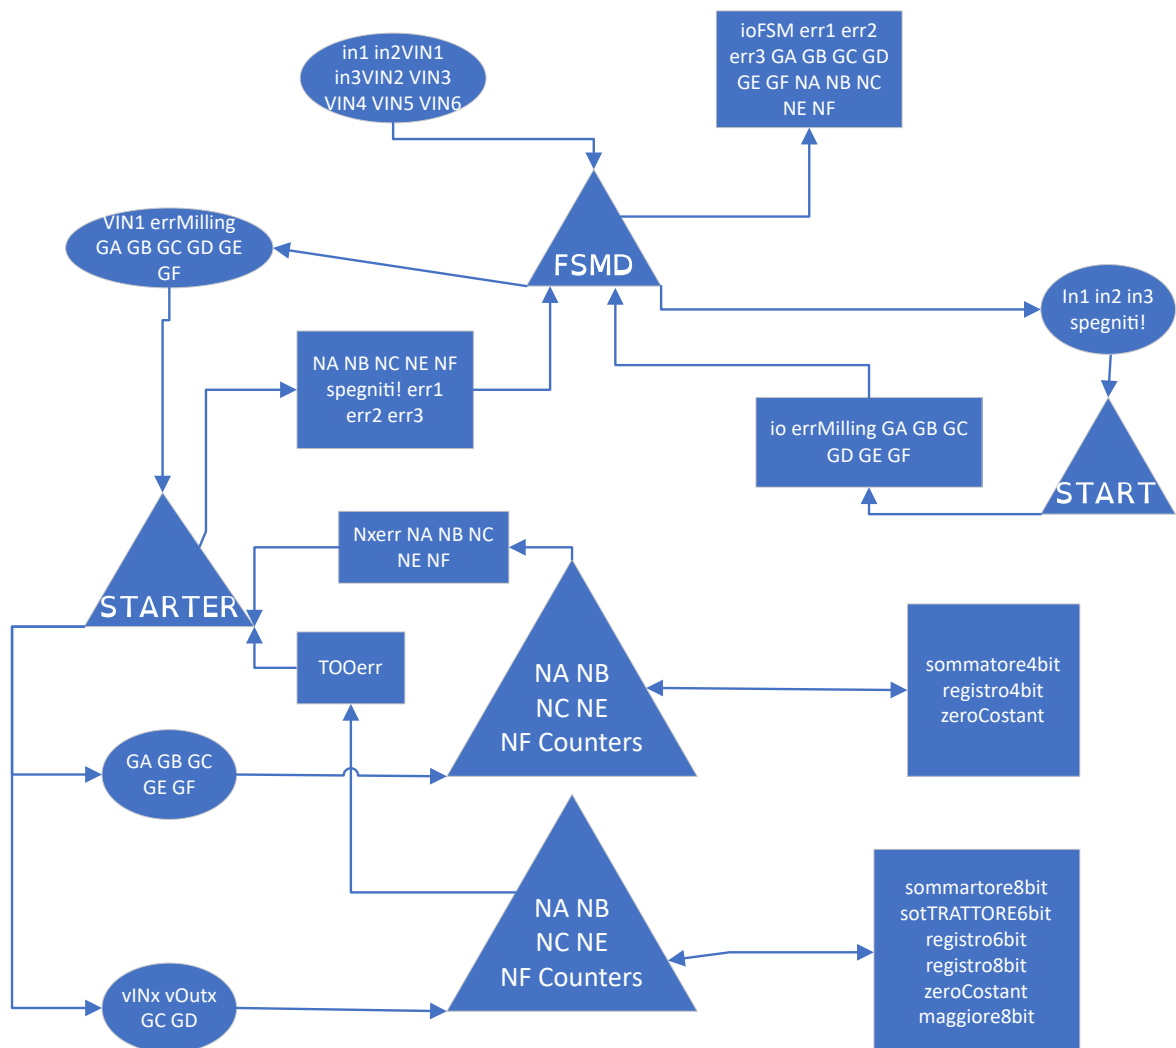 in1 in2VIN1
in3VIN2 VIN3
VIN4 VIN5 VIN6
ioFSM err1 err2
err3 GA GB GC GD
GE GF NA NB NC
NE NF
VIN1 errMilling
GA GB GC GD GE
GF
FSMD
In1 in2 in3
spegniti!
NA NB NC NE NF
spegniti! err1
err2 err3
io errMilling GA GB GC
GD GE GF
START
STARTER
Nxerr NA NB NC
NE NF
TOOerr
NA NB
NC NE
NF Counters
sommatore4bit
registro4bit
zeroCostant
GA GB GC
GE GF
NA NB
NC NE
NF Counters
sommartore8bit
sotTRATTORE6bit
registro6bit
registro8bit
zeroCostant
maggiore8bit
vINx vOutx
GC GD